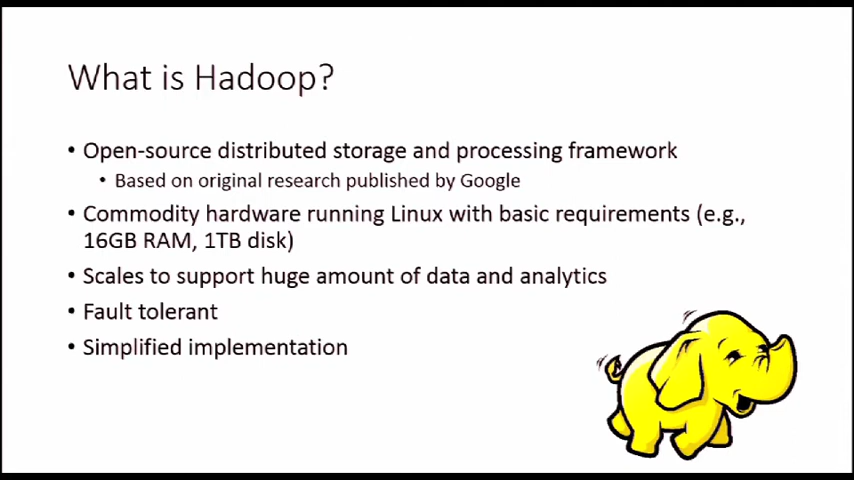 What is Hadoop?
• Open-source distributed storage and processing framework
• Based on original research published by Google
• Commodity hardware running Linux with basic requirements (e.g.,
16GB RAM, 1TB disk)
• Scales to support huge amount of data and analytics
• Fault tolerant
• Simplified implementation